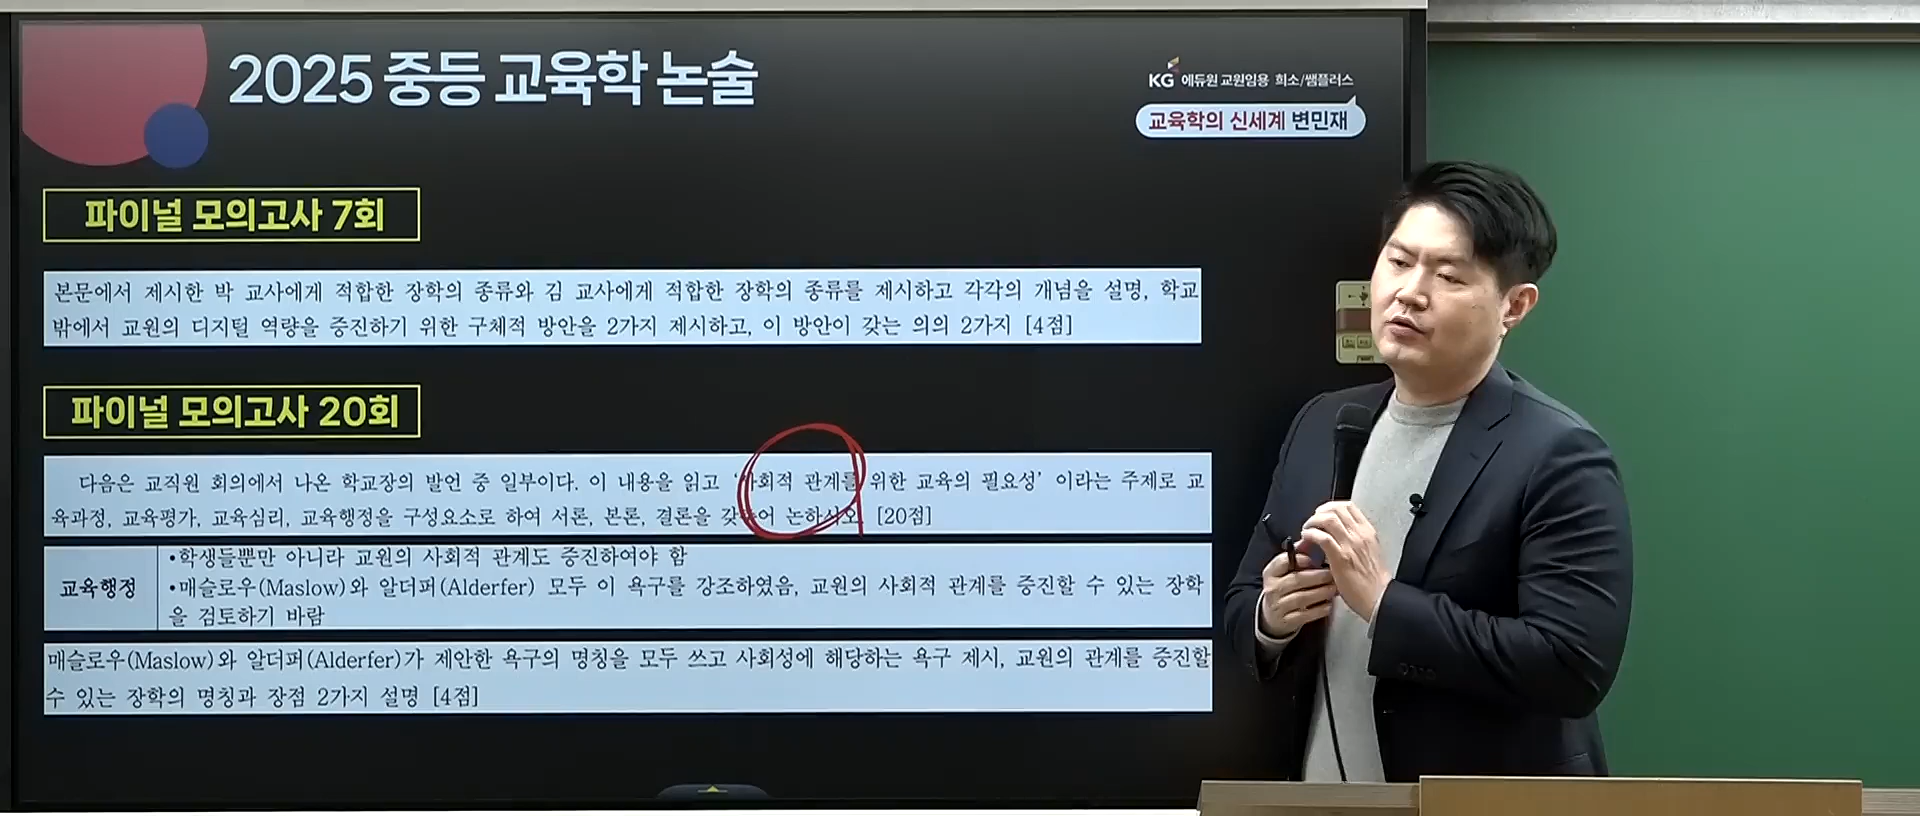 2025 중등 교육학 논술
KG 에듀원 교원임용 희소/쌤플러스
교육학의 신세계 변민재
파이널 모의고사 7회
본문에서 제시한 박 교사에게 적합한 장학의 종류와 김 교사에게 적합한 장학의 종류를 제시하고 각각의 개념을 설명, 학교
밖에서 교원의 디지털 역량을 증진하기 위한 구체적 방안을 2가지 제시하고, 이 방안이 갖는 의의 2가지 [4점]
파이널 모의고사 20회
다음은 교직원 회의에서 나온 학교장의 발언 중 일부이다. 이 내용을 읽고 '사회적 관계를 위한 교육의 필요성' 이라는 주제로 교
육과정, 교육평가, 교육심리, 교육행정을 구성요소로 하여 서론, 본론, 결론을 갖추어 논하시오. [20점]
교육행정
•학생들뿐만 아니라 교원의 사회적 관계도 증진하여야 함
•매슬로우(Maslow)와 알더퍼(Alderfer) 모두 이 욕구를 강조하였음, 교원의 사회적 관계를 증진할 수 있는 장학
을 검토하기 바람
매슬로우(Maslow)와 알더퍼(Alderfer)가 제안한 욕구의 명칭을 모두 쓰고 사회성에 해당하는 욕구 제시, 교원의 관계를 증진할
수 있는 장학의 명칭과 장점 2가지 설명 [4점]